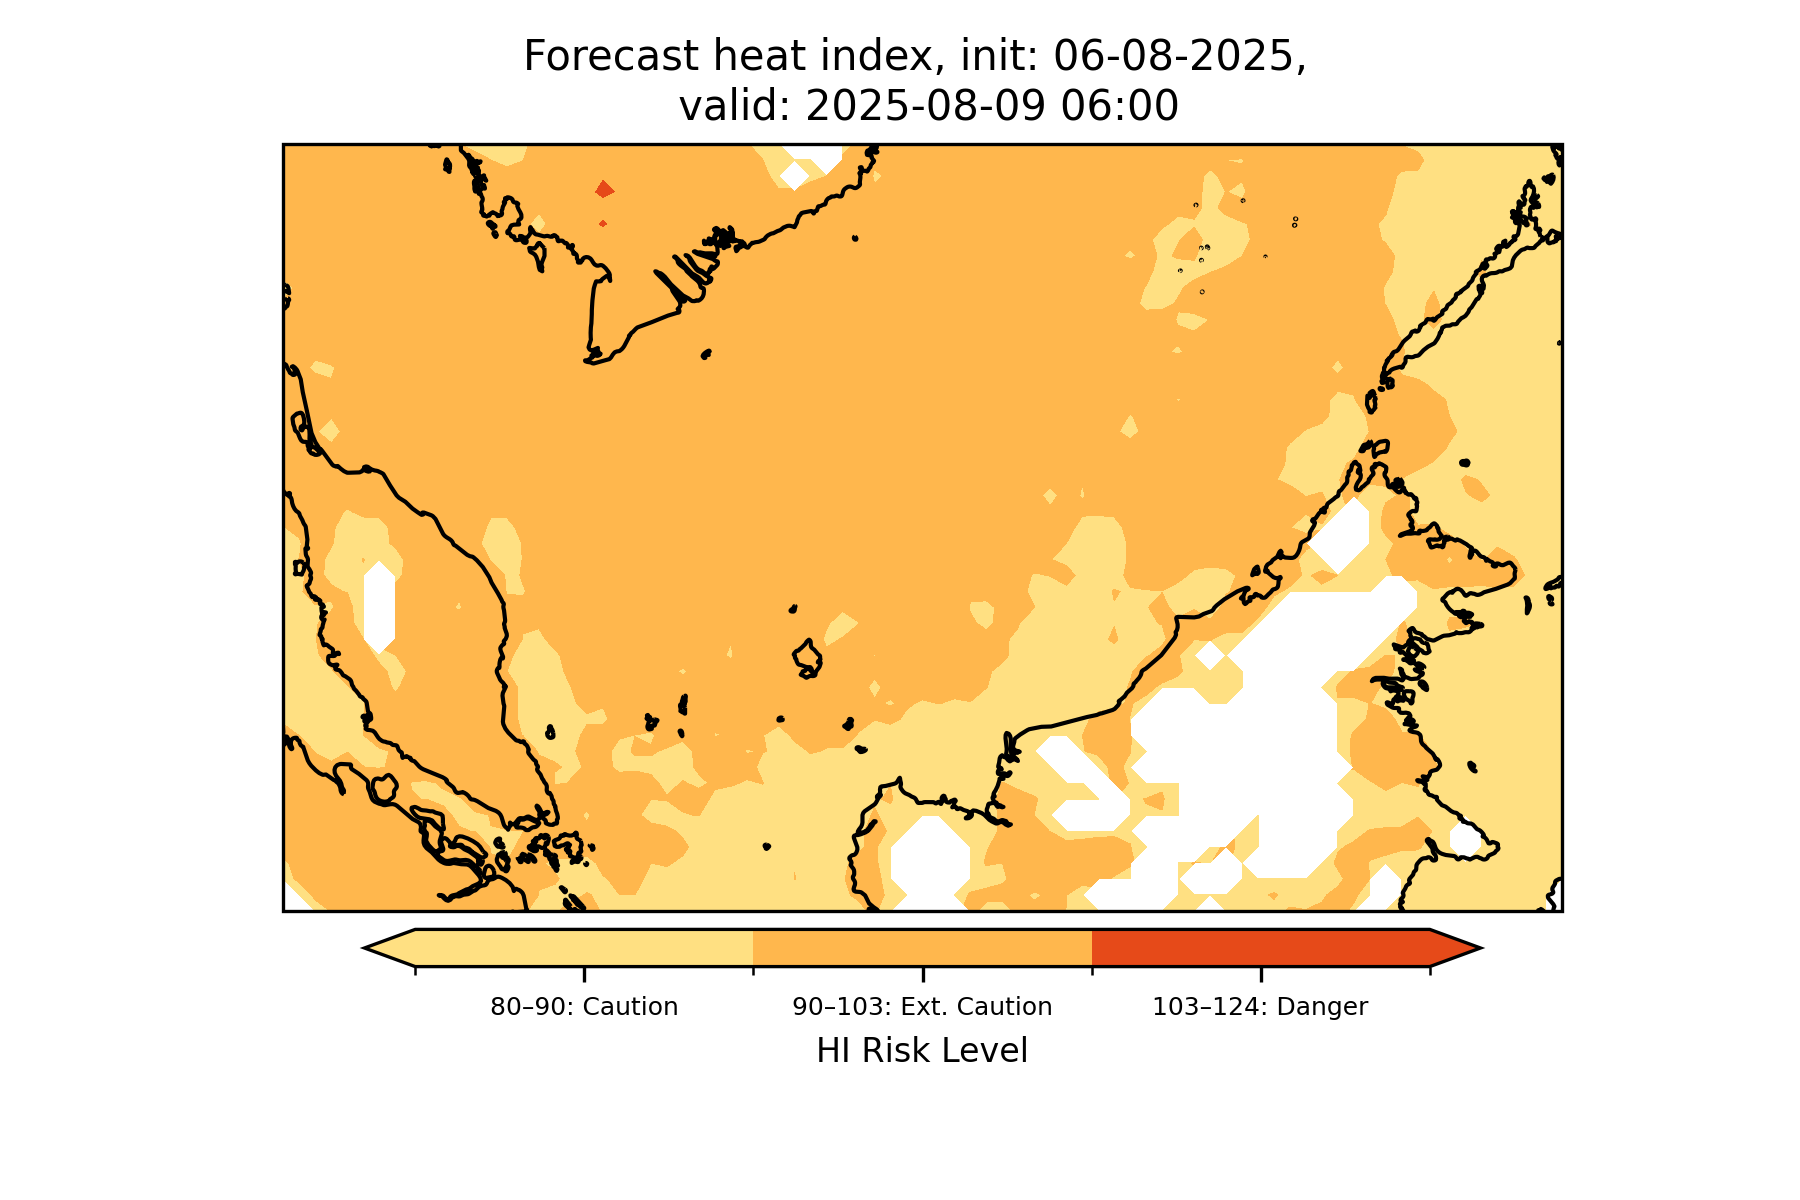 Forecast heat index, init: 06-08-2025,
valid: 2025-08-09 06:00
80–90: Caution
90–103: Ext. Caution
103–124: Danger
HI Risk Level